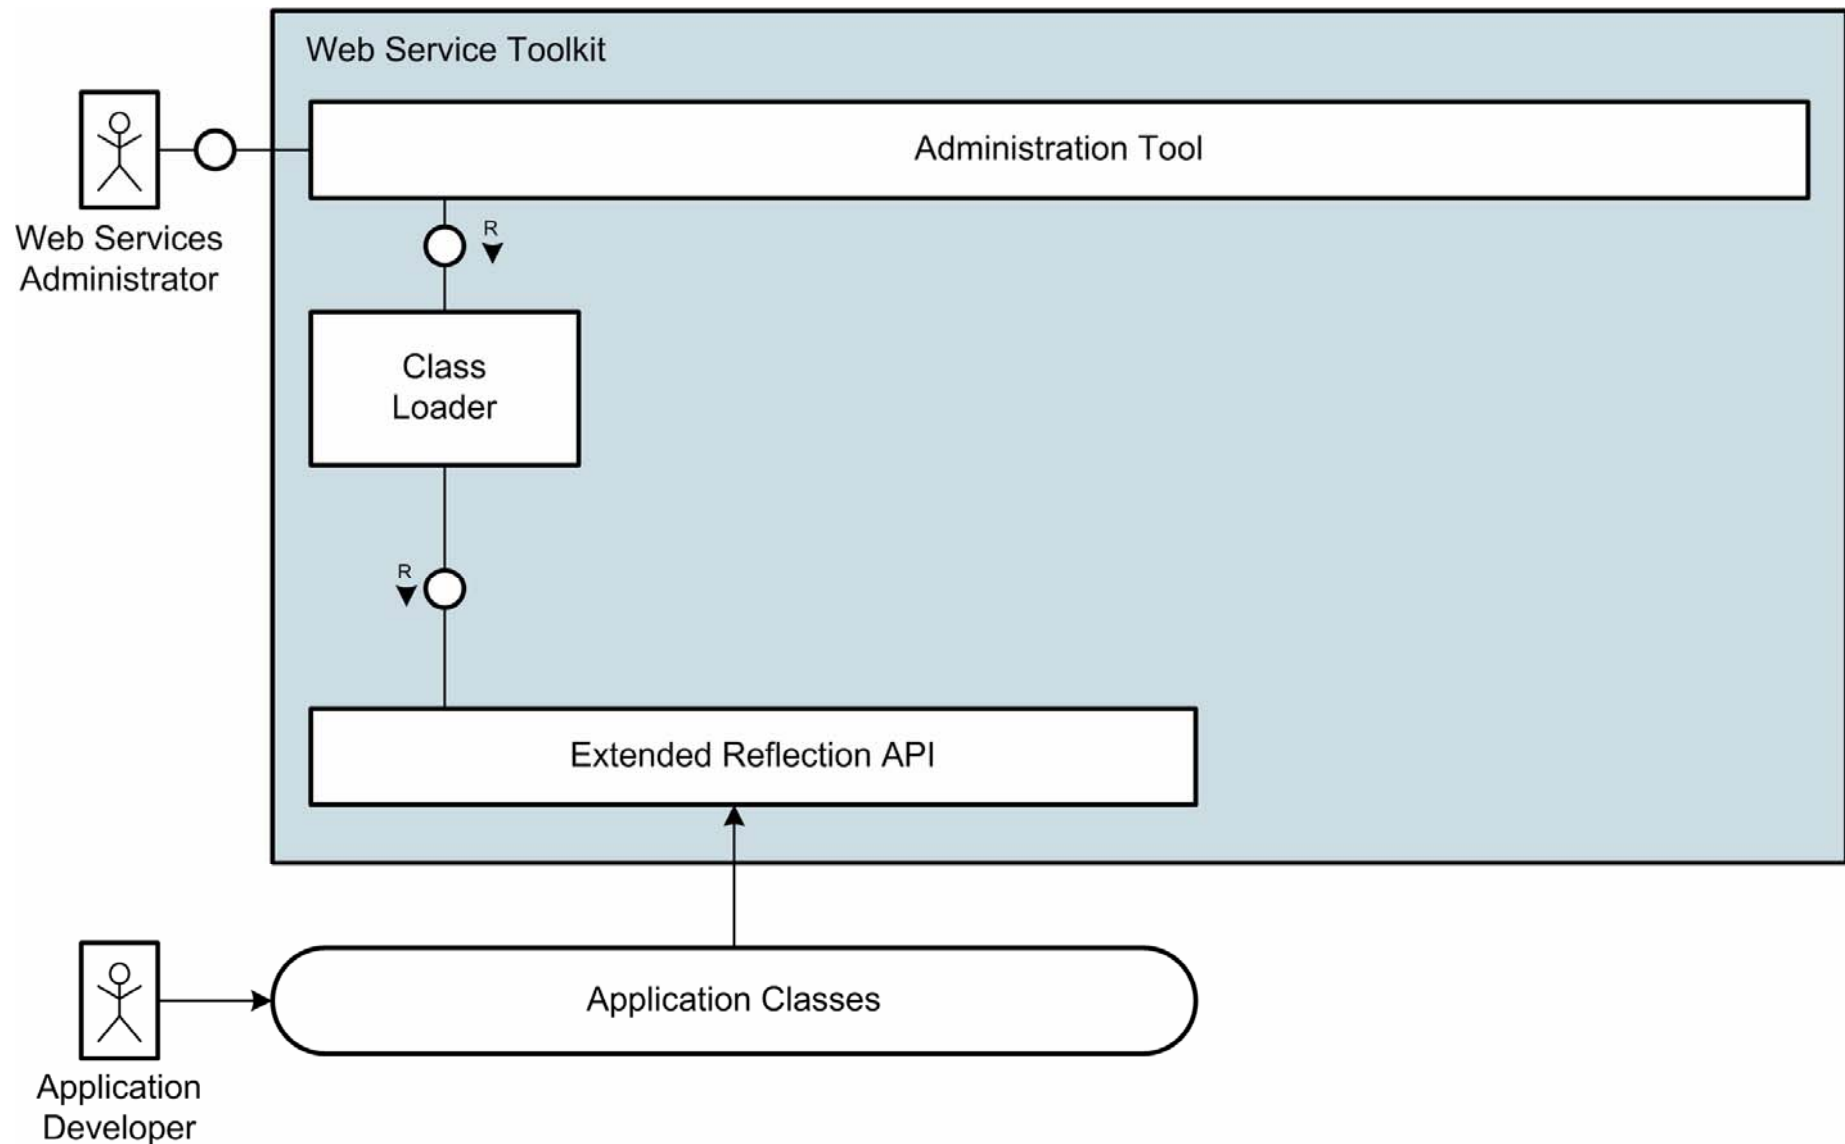 Web Service Toolkit
Administration Tool
Web Services
Administrator
R
Class
Loader
R
Extended Reflection API
Application Classes
Application
Developer